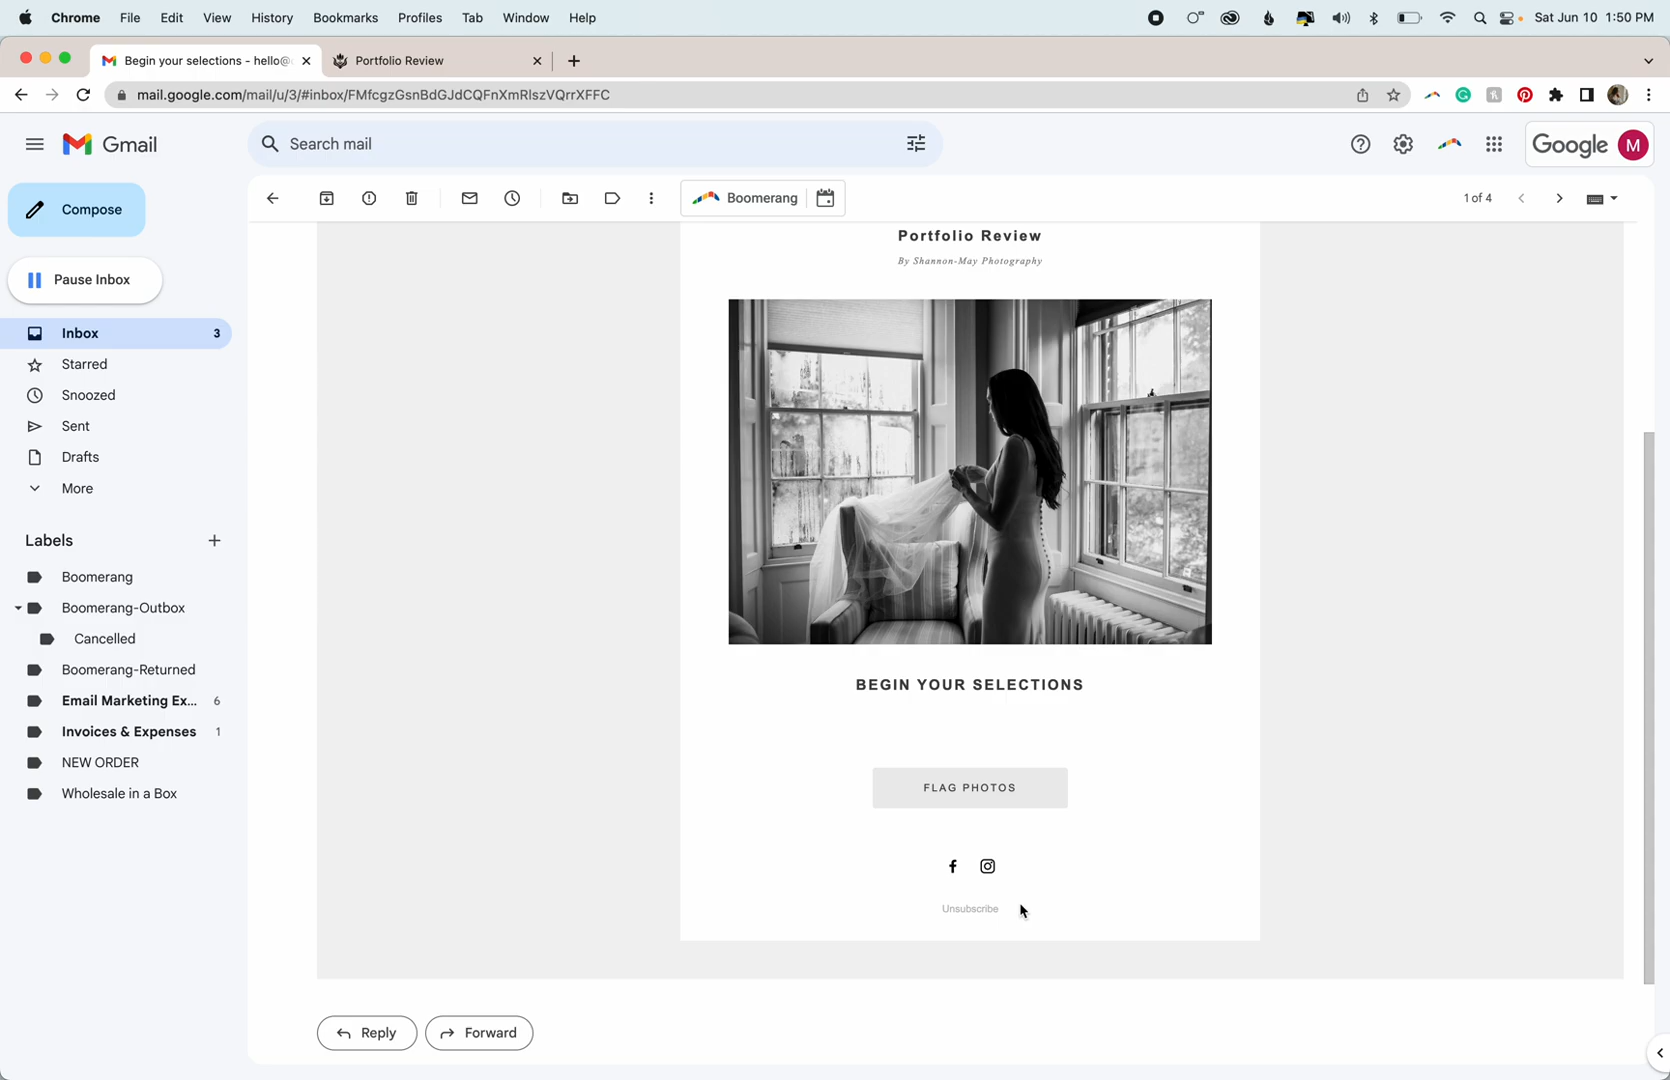 Chrome File Edit View History Bookmarks Profiles Tab Window Help Sat Jun 10 1:50 PM
Begin your selections - hello@ Portfolio Review
mail.google.com/mail/u/3/#inbox/FMfcgzGsnBdGJdCQFnXmRlszVQrrXFFC
Gmail Search mail Google M
Compose
Boomerang 1 of 4
Pause Inbox
Inbox 3
Starred
Snoozed
Sent
Drafts
More
Labels
Boomerang
Boomerang-Outbox
Cancelled
Boomerang-Returned
Email Marketing Ex... 6
Invoices & Expenses 1
NEW ORDER
Wholesale in a Box
Portfolio Review
By Shannon-May Photography
BEGIN YOUR SELECTIONS
FLAG PHOTOS
Unsubscribe
Reply Forward